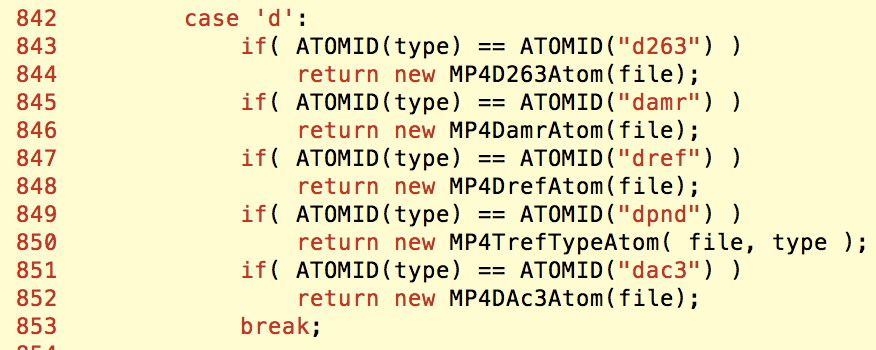 842 case 'd':
843 if( ATOMID(type) == ATOMID("d263") )
844 return new MP4D263Atom(file);
845 if( ATOMID(type) == ATOMID("damr") )
846 return new MP4DamrAtom(file);
847 if( ATOMID(type) == ATOMID("dref") )
848 return new MP4DrefAtom(file);
849 if( ATOMID(type) == ATOMID("dpnd") )
850 return new MP4TrefTypeAtom( file, type );
851 if( ATOMID(type) == ATOMID("dac3") )
852 return new MP4DAc3Atom(file);
853 break;